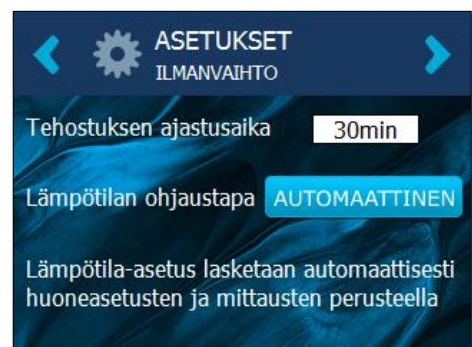 ASETUKSET
ILMANVAIHTO
Tehostuksen ajastusaika 30min
Lämpötilan ohjaustapa AUTOMAATTINEN
Lämpötila-asetus lasketaan automaattisesti
huoneasetusten ja mittausten perusteella